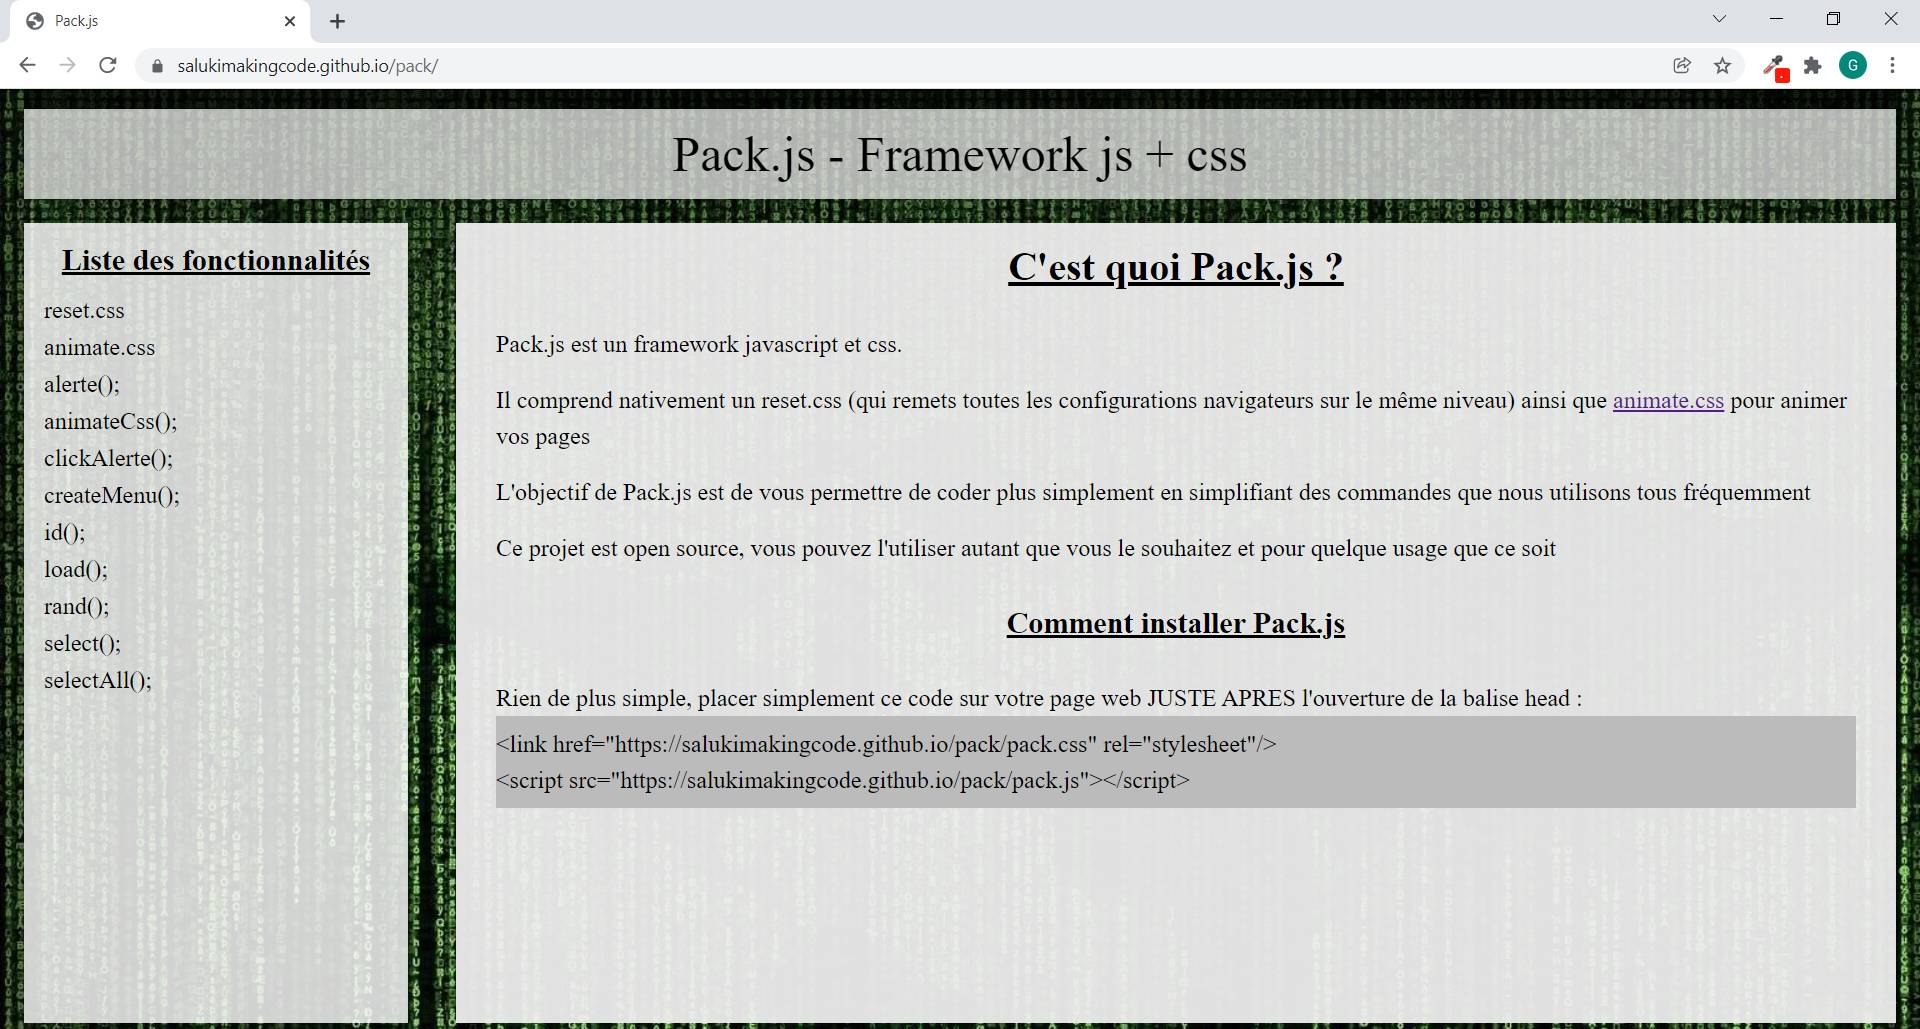 Pack.js
salukimakingcode.github.io/pack/
G
Pack.js - Framework js + css
Liste des fonctionnalités
reset.css
animate.css
alerte();
animateCss();
clickAlerte();
createMenu();
id();
load();
rand();
select();
selectAll();
C'est quoi Pack.js ?
Pack.js est un framework javascript et css.
Il comprend nativement un reset.css (qui remets toutes les configurations navigateurs sur le même niveau) ainsi que animate.css pour animer
vos pages
L'objectif de Pack.js est de vous permettre de coder plus simplement en simplifiant des commandes que nous utilisons tous fréquemment
Ce projet est open source, vous pouvez l'utiliser autant que vous le souhaitez et pour quelque usage que ce soit
Comment installer Pack.js
Rien de plus simple, placer simplement ce code sur votre page web JUSTE APRES l'ouverture de la balise head :
<link href="https://salukimakingcode.github.io/pack/pack.css" rel="stylesheet"/>
<script src="https://salukimakingcode.github.io/pack/pack.js"></script>